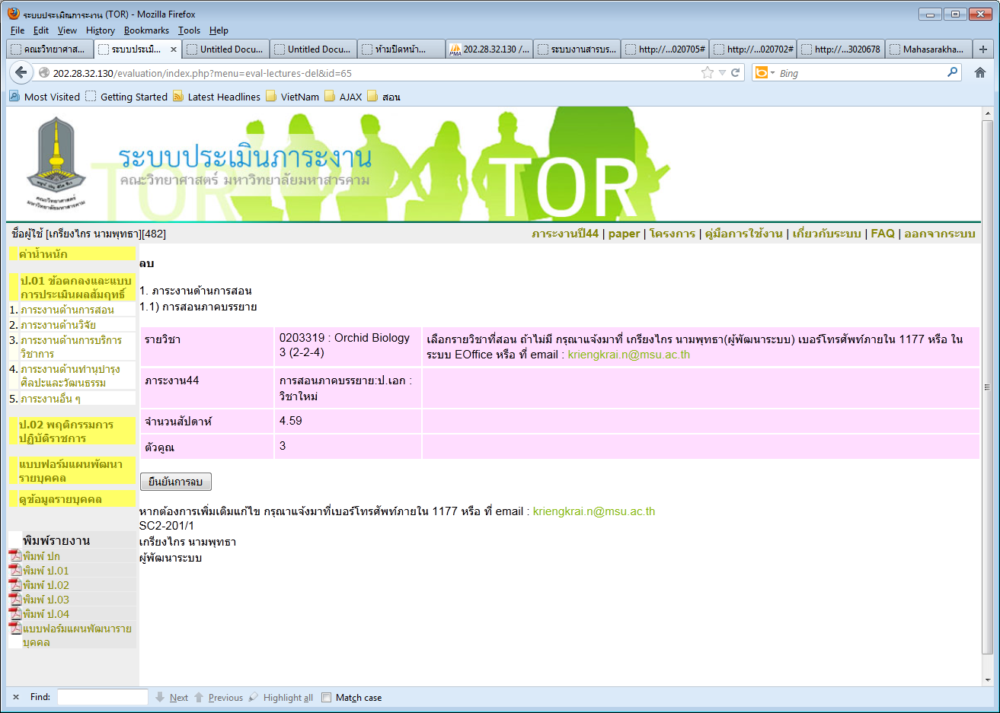 ระบบประเมินภาระงาน (TOR) - Mozilla Firefox
File Edit View History Bookmarks Tools Help
คณะวิทยาศาส... ระบบประเมิ... × Untitled Docu... Untitled Docu... ห้ามปิดหน้า... 202.28.32.130 /... ระบบงานสารบร... http://...020705# http://...020702# http://...3020678 Mahasarakha... +
202.28.32.130/evaluation/index.php?menu=eval-lectures-del&id=65 Bing
Most Visited Getting Started Latest Headlines VietNam AJAX สอน
ระบบประเมินภาระงาน
คณะวิทยาศาสตร์ มหาวิทยาลัยมหาสารคาม
TOR
TOR
คณะวิทยาศาสตร์
มหาวิทยาลัยมหาสารคาม
ชื่อผู้ใช้ [เกรียงไกร นามพุทธา][482] ภาระงานปี44 | paper | โครงการ | คู่มือการใช้งาน | เกี่ยวกับระบบ | FAQ | ออกจากระบบ
ค่าน้ำหนัก
ป.01 ข้อตกลงและแบบ
การประเมินผลสัมฤทธิ์
1. ภาระงานด้านการสอน
2. ภาระงานด้านวิจัย
3. ภาระงานด้านการบริการ
วิชาการ
4. ภาระงานด้านทำนุบำรุง
ศิลปะและวัฒนธรรม
5. ภาระงานอื่น ๆ
ป.02 พฤติกรรมการ
ปฏิบัติราชการ
แบบฟอร์มแผนพัฒนา
รายบุคคล
ดูข้อมูลรายบุคคล
พิมพ์รายงาน
พิมพ์ ปก
พิมพ์ ป.01
พิมพ์ ป.02
พิมพ์ ป.03
พิมพ์ ป.04
แบบฟอร์มแผนพัฒนาราย
บุคคล
ลบ
1. ภาระงานด้านการสอน
1.1) การสอนภาคบรรยาย
รายวิชา 0203319 : Orchid Biology เลือกรายวิชาที่สอน ถ้าไม่มี กรุณาแจ้งมาที่ เกรียงไกร นามพุทธา(ผู้พัฒนาระบบ) เบอร์โทรศัพท์ภายใน 1177 หรือ ใน
3 (2-2-4) ระบบ EOffice หรือ ที่ email : kriengkrai.n@msu.ac.th
ภาระงาน44 การสอนภาคบรรยาย:ป.เอก :
วิชาใหม่
จำนวนสัปดาห์ 4.59
ตัวคูณ 3
ยืนยันการลบ
หากต้องการเพิ่มเติมแก้ไข กรุณาแจ้งมาที่เบอร์โทรศัพท์ภายใน 1177 หรือ ที่ email : kriengkrai.n@msu.ac.th
SC2-201/1
เกรียงไกร นามพุทธา
ผู้พัฒนาระบบ
× Find: Next Previous Highlight all Match case